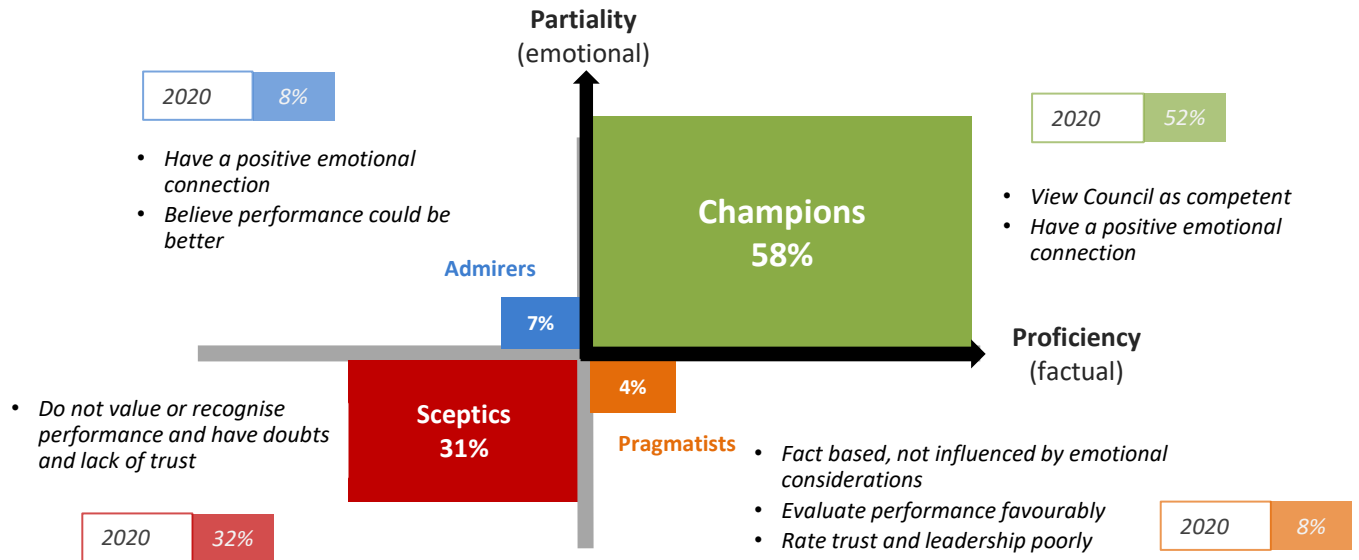 Partiality
(emotional)
2020 8%
2020 52%
• Have a positive emotional
connection
• Believe performance could be
better
Champions
58%
• View Council as competent
• Have a positive emotional
connection
Admirers
7%
Proficiency
(factual)
4%
• Do not value or recognise
performance and have doubts
and lack of trust
Sceptics
31%
Pragmatists
• Fact based, not influenced by emotional
considerations
• Evaluate performance favourably
• Rate trust and leadership poorly
2020 32%
2020 8%